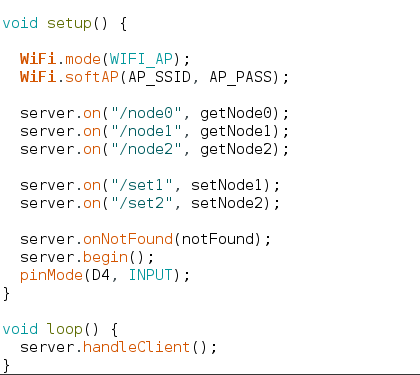 void setup() {
  WiFi.mode(WIFI_AP);
  WiFi.softAP(AP_SSID, AP_PASS);
  server.on("/node0", getNode0);
  server.on("/node1", getNode1);
  server.on("/node2", getNode2);
  server.on("/set1", setNode1);
  server.on("/set2", setNode2);
  server.onNotFound(notFound);
  server.begin();
  pinMode(D4, INPUT);
}
void loop() {
  server.handleClient();
}